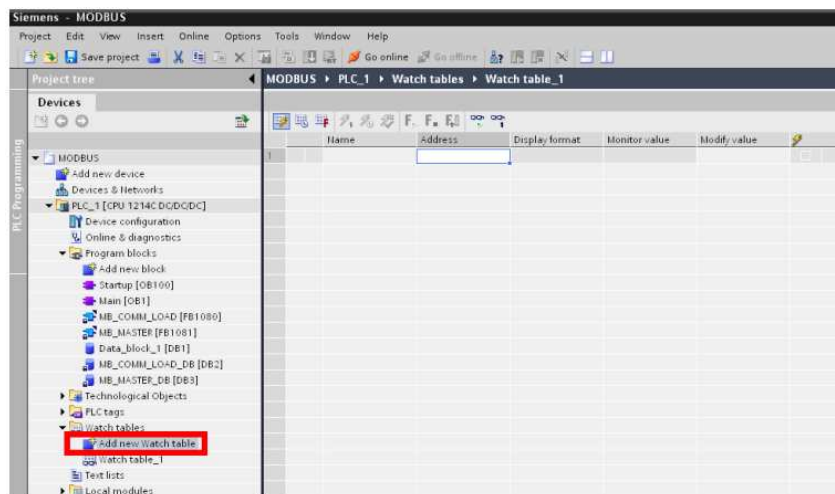 Siemens - MODBUS
Project Edit View Insert Online Options Tools Window Help
Save project Go online Go offline
Project tree
MODBUS PLC_1 Watch tables Watch table_1
Devices
Name Address Display format Monitor value Modify value
1
PLC Programming
MODBUS
Add new device
Devices & Networks
PLC_1 [CPU 1214C DC/DC/DC]
Device configuration
Online & diagnostics
Program blocks
Add new block
Startup [OB100]
Main [OB1]
MB_COMM_LOAD [FB1080]
MB_MASTER [FB1081]
Data_block_1 [DB1]
MB_COMM_LOAD_DB [DB2]
MB_MASTER_DB [DB3]
Technological Objects
PLC tags
Watch tables
Add new Watch table
Watch table_1
Text lists
Local modules